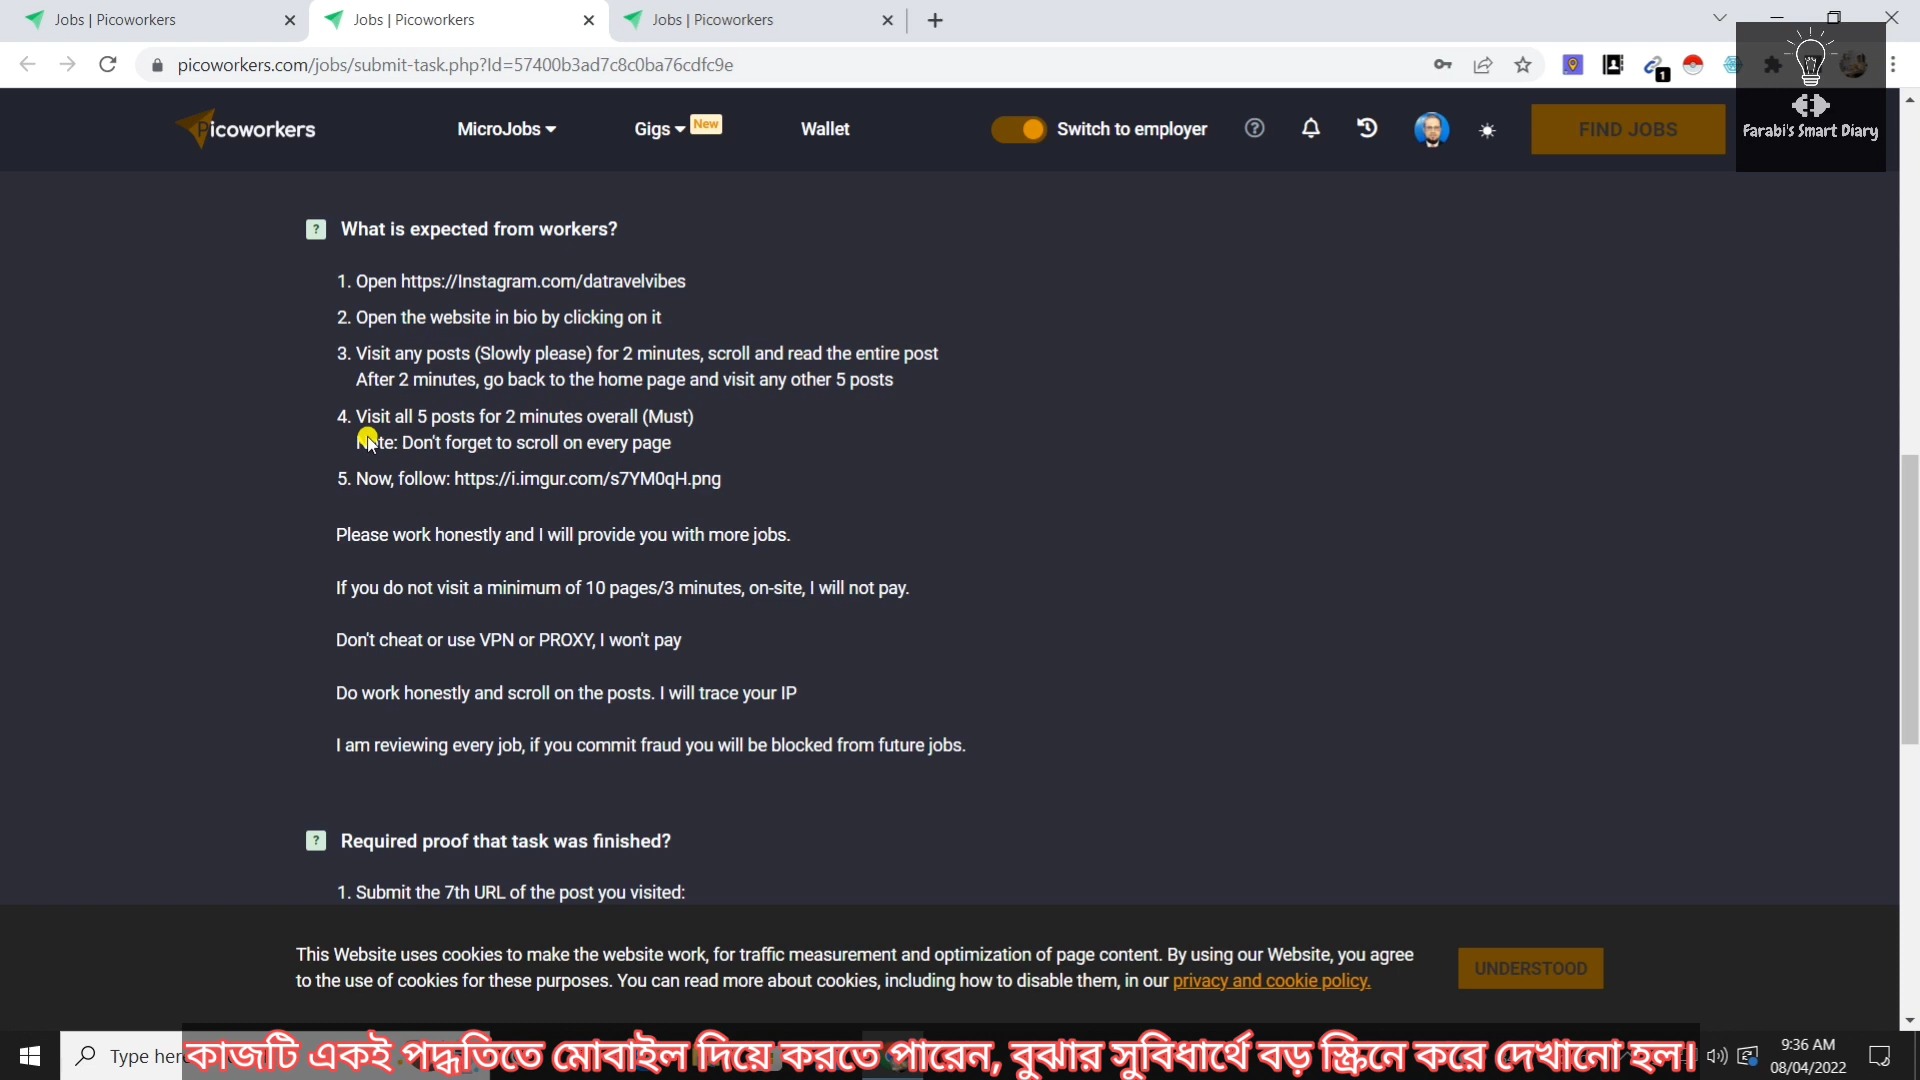 Jobs | Picoworkers
Jobs | Picoworkers
Jobs | Picoworkers
picoworkers.com/jobs/submit-task.php?Id=57400b3ad7c8c0ba76cdfc9e
1
Picoworkers
MicroJobs
Gigs
New
Wallet
Switch to employer
FIND JOBS
Farabi's Smart Diary
? What is expected from workers?
1. Open https://Instagram.com/datravelvibes
2. Open the website in bio by clicking on it
3. Visit any posts (Slowly please) for 2 minutes, scroll and read the entire post
After 2 minutes, go back to the home page and visit any other 5 posts
4. Visit all 5 posts for 2 minutes overall (Must)
Note: Don't forget to scroll on every page
5. Now, follow: https://i.imgur.com/s7YM0qH.png
Please work honestly and I will provide you with more jobs.
If you do not visit a minimum of 10 pages/3 minutes, on-site, I will not pay.
Don't cheat or use VPN or PROXY, I won't pay
Do work honestly and scroll on the posts. I will trace your IP
I am reviewing every job, if you commit fraud you will be blocked from future jobs.
? Required proof that task was finished?
1. Submit the 7th URL of the post you visited:
This Website uses cookies to make the website work, for traffic measurement and optimization of page content. By using our Website, you agree
to the use of cookies for these purposes. You can read more about cookies, including how to disable them, in our privacy and cookie policy.
UNDERSTOOD
Type here
কাজটি একই পদ্ধতিতে মোবাইল দিয়ে করতে পারেন, বুঝার সুবিধার্থে বড় স্ক্রিনে করে দেখানো হল।
9:36 AM
08/04/2022